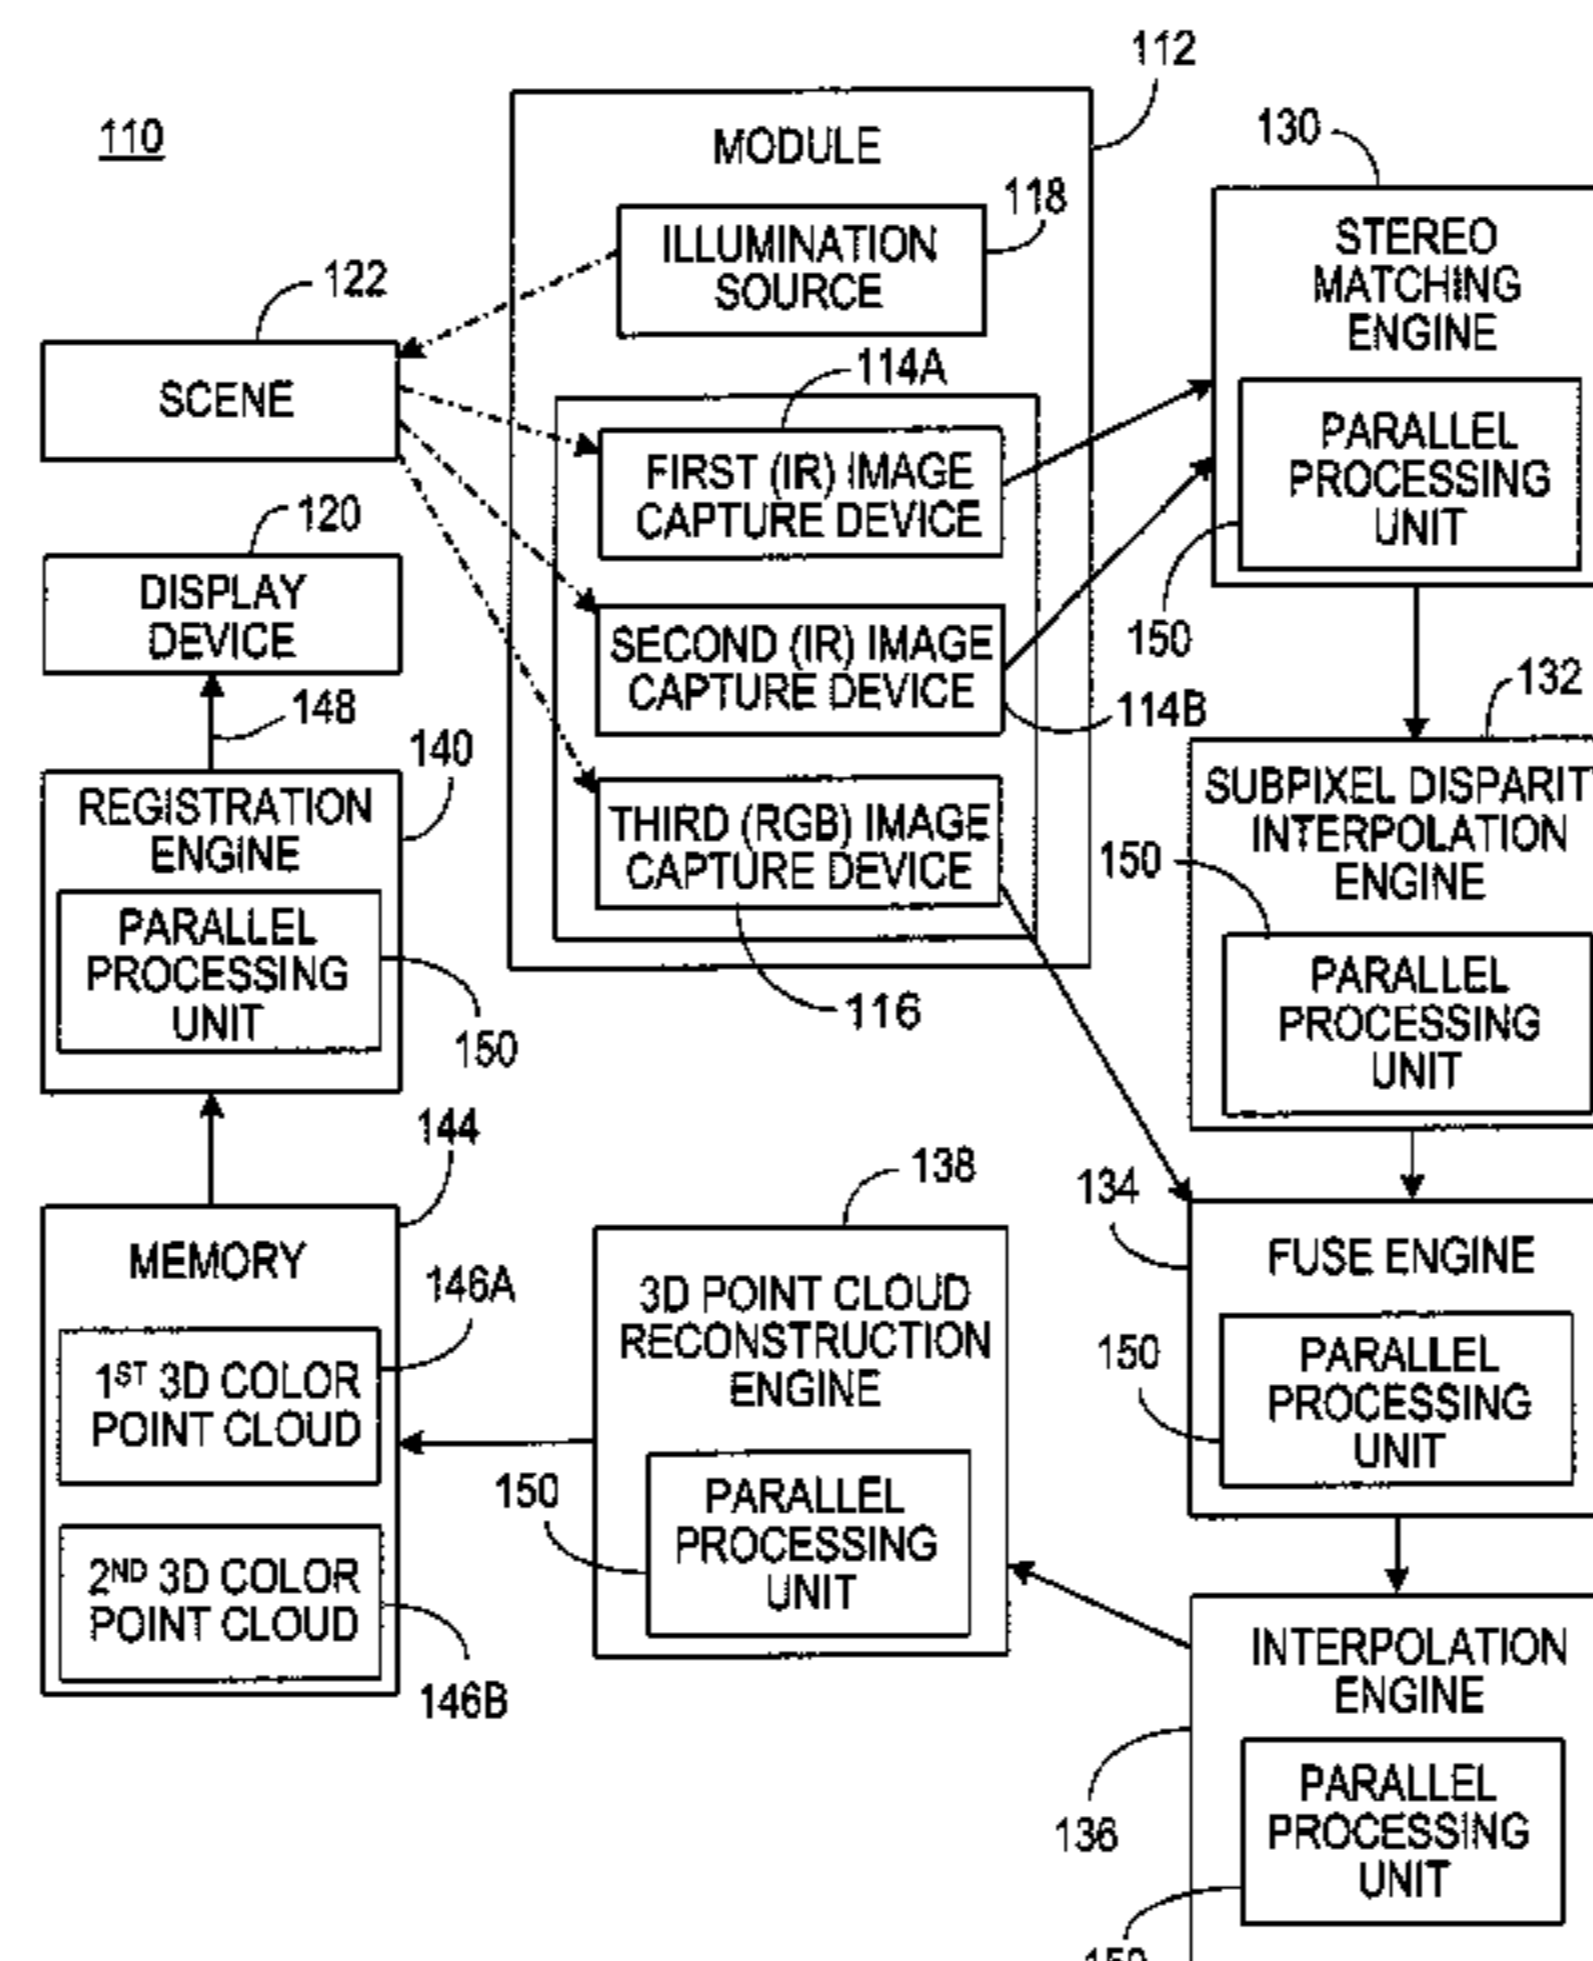 110
112
MODULE
118
ILLUMINATION
SOURCE
122
SCENE
114A
FIRST (IR) IMAGE
CAPTURE DEVICE
SECOND (IR) IMAGE
CAPTURE DEVICE
114B
THIRD (RGB) IMAGE
CAPTURE DEVICE
116
130
STEREO
MATCHING
ENGINE
PARALLEL
PROCESSING
UNIT
150
132
SUBPIXEL DISPARIT
INTERPOLATION
ENGINE
150
PARALLEL
PROCESSING
UNIT
134
FUSE ENGINE
150
PARALLEL
PROCESSING
UNIT
INTERPOLATION
ENGINE
136
PARALLEL
PROCESSING
UNIT
138
3D POINT CLOUD
RECONSTRUCTION
ENGINE
150
PARALLEL
PROCESSING
UNIT
120
DISPLAY
DEVICE
148
140
REGISTRATION
ENGINE
PARALLEL
PROCESSING
UNIT
150
144
MEMORY
146A
1ST 3D COLOR
POINT CLOUD
2ND 3D COLOR
POINT CLOUD
146B